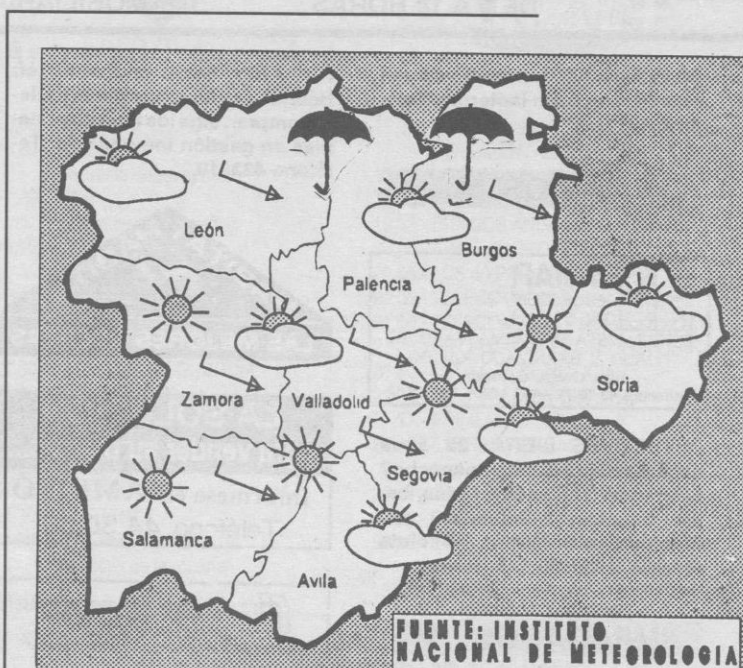 León
Burgos
Palencia
Soria
Zamora
Valladolid
Segovia
Salamanca
Avila
FUENTE: INSTITUTO
NACIONAL DE METEOROLOGIA